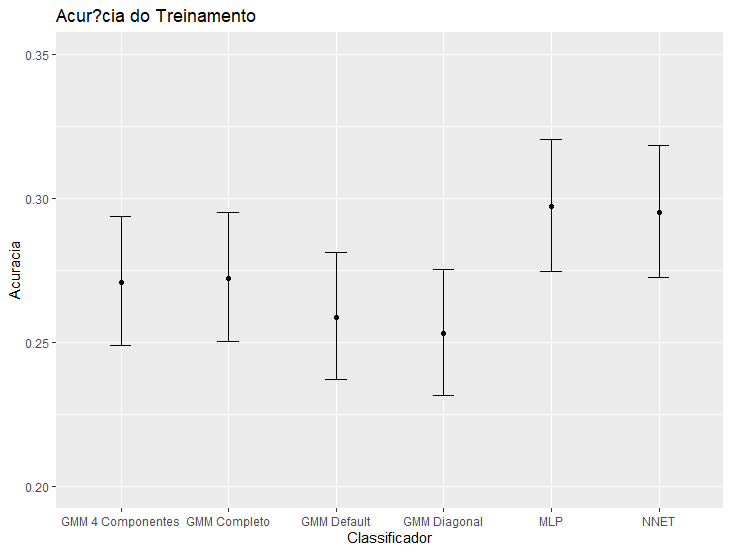 Acur?cia do Treinamento
0.35
0.30
0.25
0.20
Acuracia
GMM 4 Componentes GMM Completo GMM Default GMM Diagonal MLP NNET
Classificador